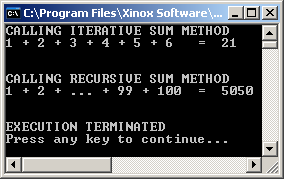 C:\Program Files\Xinox Software\...
CALLING ITERATIVE SUM METHOD
1 + 2 + 3 + 4 + 5 + 6  =  21
CALLING RECURSIVE SUM METHOD
1 + 2 + ... + 99 + 100  =  5050
EXECUTION TERMINATED
Press any key to continue...